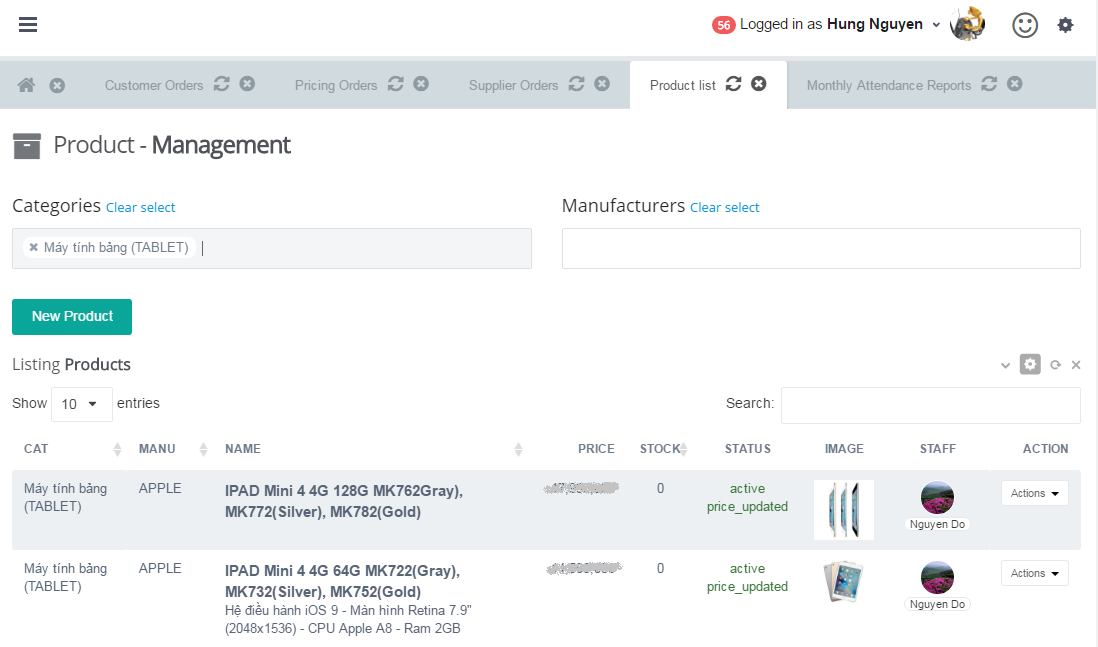 56 Logged in as Hung Nguyen
Customer Orders Pricing Orders Supplier Orders Product list Monthly Attendance Reports
Product - Management
Categories Clear select
Manufacturers Clear select
Máy tính bảng (TABLET)
New Product
Listing Products
Show 10 entries
Search:
CAT MANU NAME PRICE STOCK STATUS IMAGE STAFF ACTION
Máy tính bảng APPLE IPAD Mini 4 4G 128G MK762Gray), 0 active Actions
(TABLET) MK772(Silver), MK782(Gold) price_updated Nguyen Do
Máy tính bảng APPLE IPAD Mini 4 4G 64G MK722(Gray), 0 active Actions
(TABLET) MK732(Silver), MK752(Gold) price_updated Nguyen Do
Hệ điều hành iOS 9 - Màn hình Retina 7.9"
(2048x1536) - CPU Apple A8 - Ram 2GB